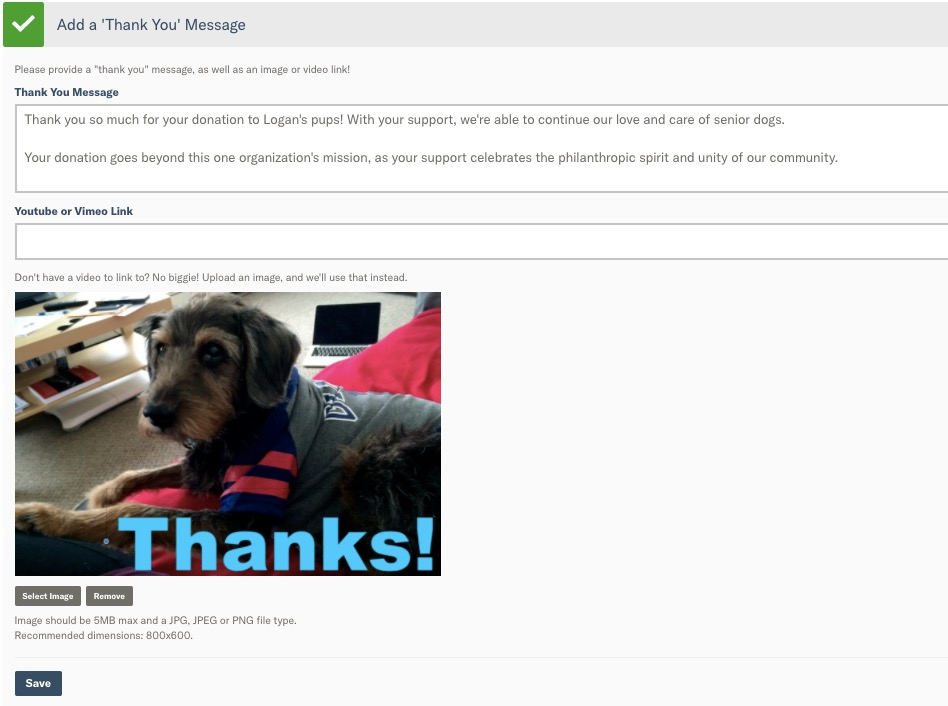 Add a 'Thank You' Message
Please provide a "thank you" message, as well as an image or video link!
Thank You Message
Thank you so much for your donation to Logan's pups! With your support, we're able to continue our love and care of senior dogs.
Your donation goes beyond this one organization's mission, as your support celebrates the philanthropic spirit and unity of our community.
Youtube or Vimeo Link
Don't have a video to link to? No biggie! Upload an image, and we'll use that instead.
Thanks!
Select Image Remove
Image should be 5MB max and a JPG, JPEG or PNG file type.
Recommended dimensions: 800x600.
Save